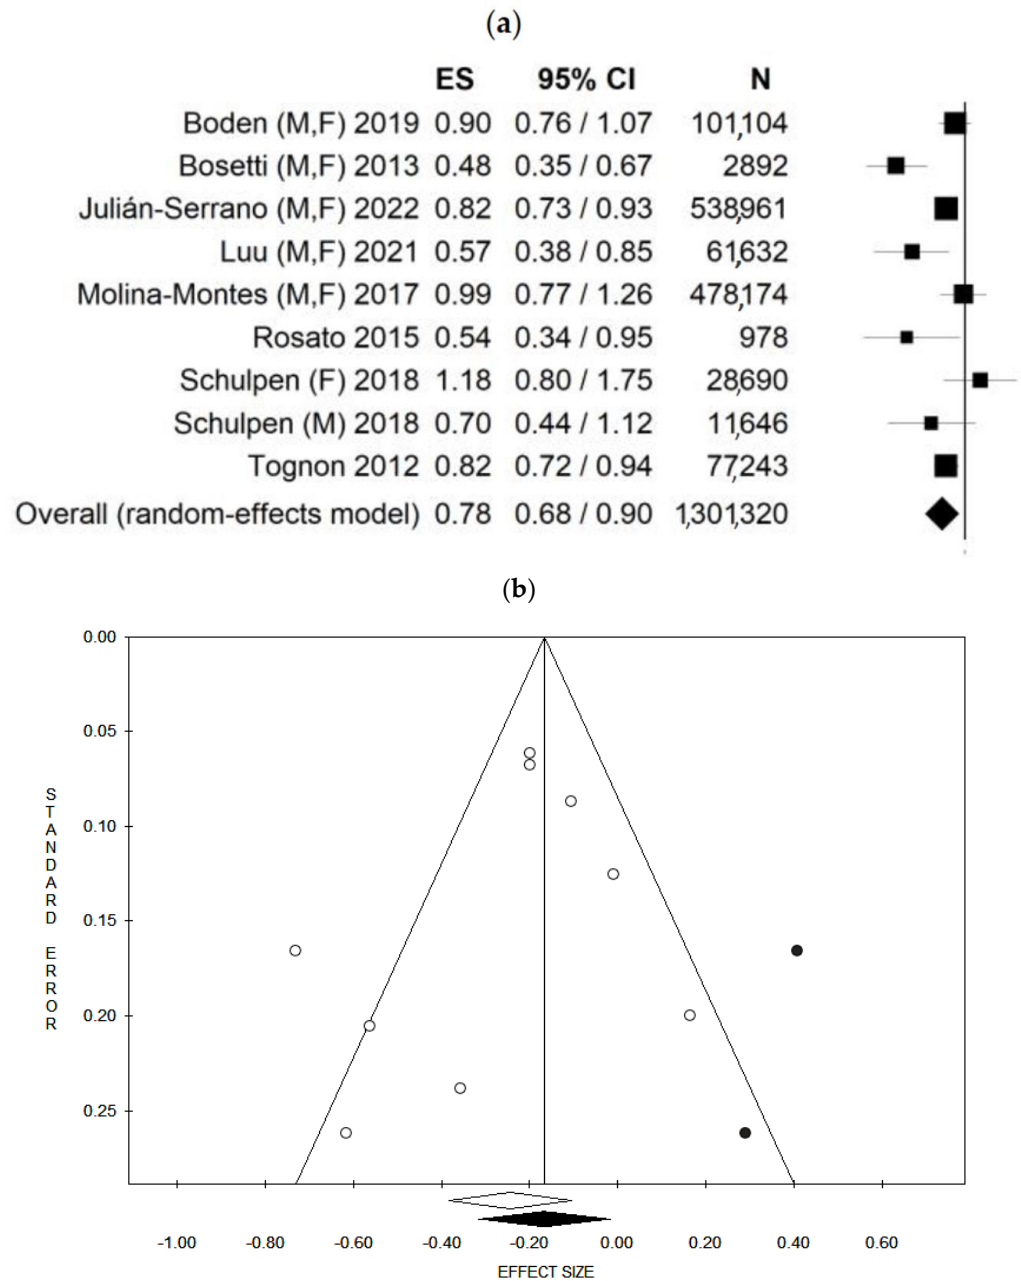 (a)
ES 95% CI N
Boden (M,F) 2019 0.90 0.76 / 1.07 101,104
Bosetti (M,F) 2013 0.48 0.35 / 0.67 2892
Julián-Serrano (M,F) 2022 0.82 0.73 / 0.93 538,961
Luu (M,F) 2021 0.57 0.38 / 0.85 61,632
Molina-Montes (M,F) 2017 0.99 0.77 / 1.26 478,174
Rosato 2015 0.54 0.34 / 0.95 978
Schulpen (F) 2018 1.18 0.80 / 1.75 28,690
Schulpen (M) 2018 0.70 0.44 / 1.12 11,646
Tognon 2012 0.82 0.72 / 0.94 77,243
Overall (random-effects model) 0.78 0.68 / 0.90 1,301,320
(b)
0.00
0.05
0.10
0.15
0.20
0.25
STANDARD ERROR
-1.00 -0.80 -0.60 -0.40 -0.20 0.00 0.20 0.40 0.60
EFFECT SIZE